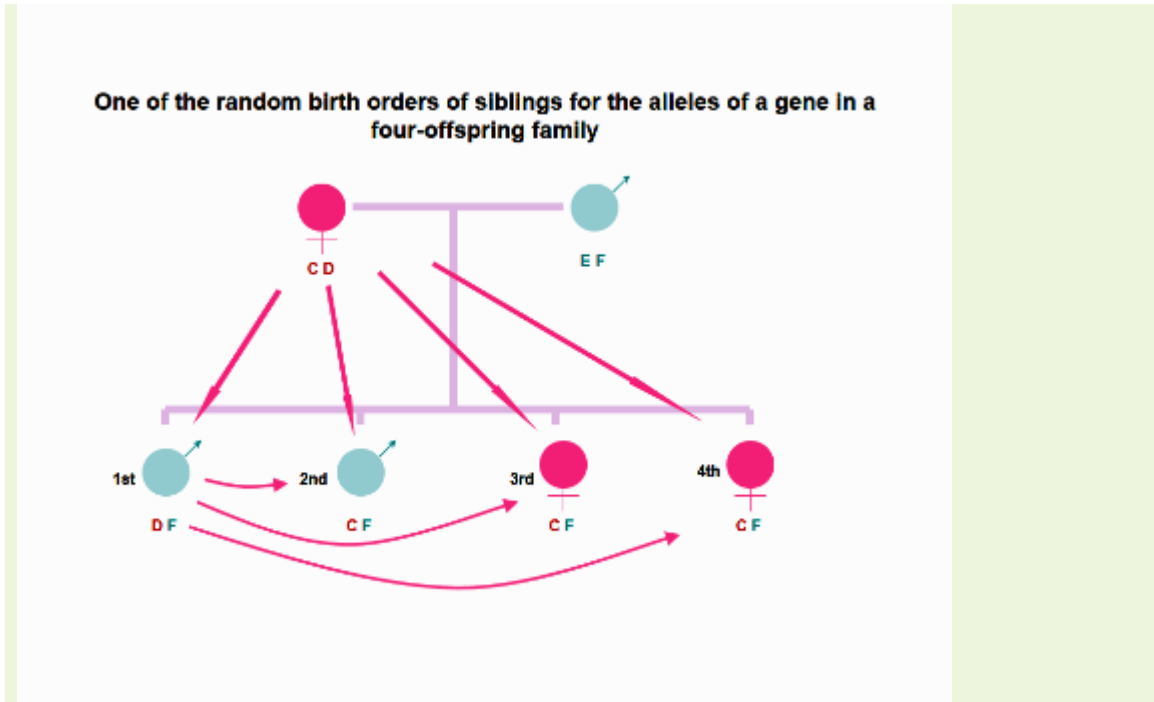 One of the random birth orders of siblings for the alleles of a gene in a
four-offspring family
C D
E F
1st
2nd
3rd
4th
D F
C F
C F
C F